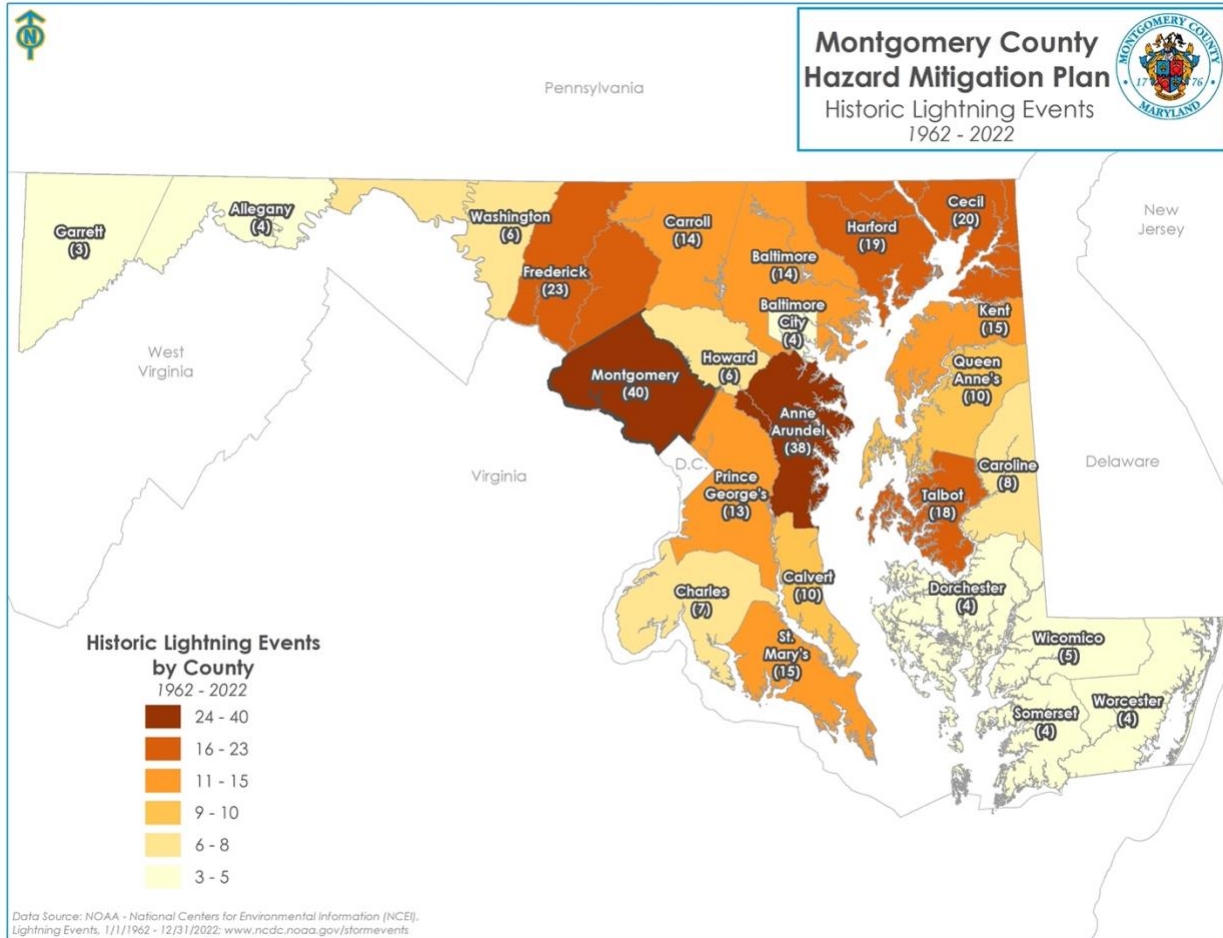 N
Montgomery County
Hazard Mitigation Plan
Historic Lightning Events
1962 - 2022
MONTGOMERY COUNTY
17 76
MARYLAND
Pennsylvania
New
Jersey
Garrett
(3)
Allegany
(4)
Washington
(6)
Frederick
(23)
Carroll
(14)
Baltimore
(14)
Harford
(19)
Cecil
(20)
Baltimore
City
(4)
Kent
(15)
West
Virginia
Howard
(6)
Queen
Anne's
(10)
Montgomery
(40)
Anne
Arundel
(38)
D.C.
Virginia
Prince
George's
(13)
Talbot
(18)
Caroline
(8)
Delaware
Charles
(7)
Calvert
(10)
Dorchester
(4)
St.
Mary's
(15)
Wicomico
(5)
Somerset
(4)
Worcester
(4)
Historic Lightning Events
by County
1962 - 2022
24 - 40
16 - 23
11 - 15
9 - 10
6 - 8
3 - 5
Data Source: NOAA - National Centers for Environmental Information (NCEI),
Lightning Events, 1/1/1962 - 12/31/2022; www.ncdc.noaa.gov/stormevents